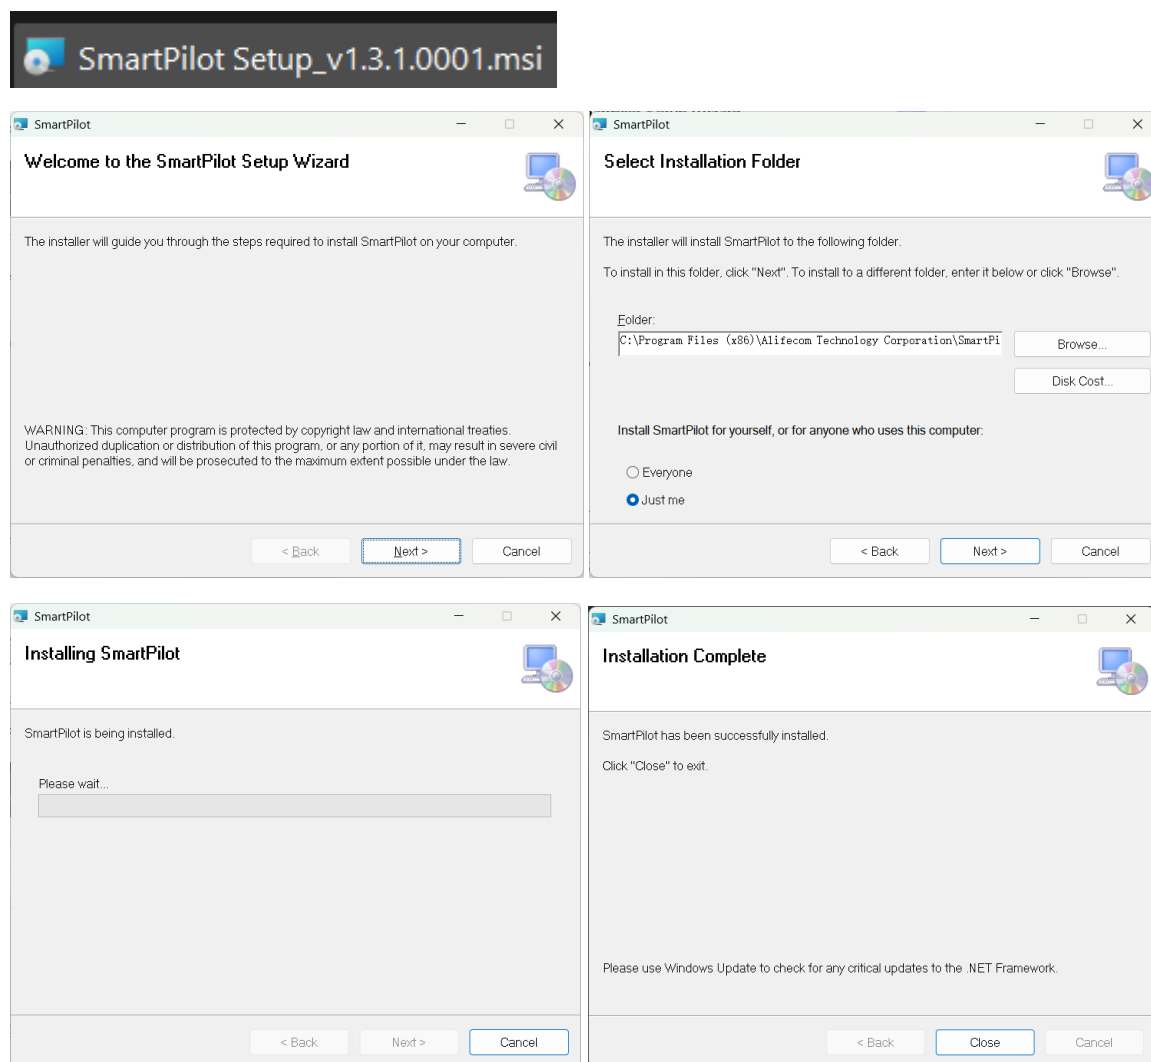 SmartPilot Setup_v1.3.1.0001.msi
SmartPilot
Welcome to the SmartPilot Setup Wizard
The installer will guide you through the steps required to install SmartPilot on your computer.
WARNING: This computer program is protected by copyright law and international treaties.
Unauthorized duplication or distribution of this program, or any portion of it, may result in severe civil
or criminal penalties, and will be prosecuted to the maximum extent possible under the law.
< Back
Next >
Cancel
SmartPilot
Select Installation Folder
The installer will install SmartPilot to the following folder.
To install in this folder, click "Next". To install to a different folder, enter it below or click "Browse".
Folder:
C:\Program Files (x86)\Alifecom Technology Corporation\SmartPi
Browse...
Disk Cost...
Install SmartPilot for yourself, or for anyone who uses this computer:
Everyone
Just me
< Back
Next >
Cancel
SmartPilot
Installing SmartPilot
SmartPilot is being installed.
Please wait...
< Back
Next >
Cancel
SmartPilot
Installation Complete
SmartPilot has been successfully installed.
Click "Close" to exit.
Please use Windows Update to check for any critical updates to the .NET Framework.
< Back
Close
Cancel